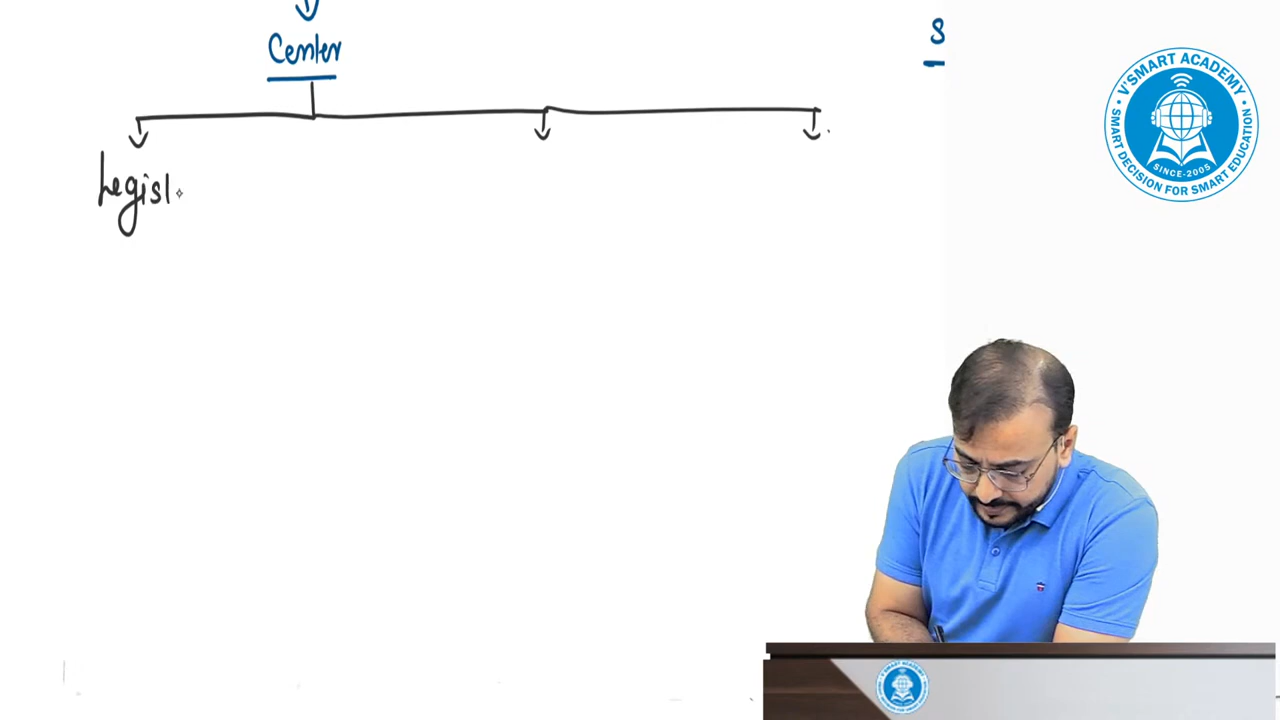 Center
S
Legisl
V'SMART ACADEMY
SINCE-2005
SMART DECISION FOR SMART EDUCATION